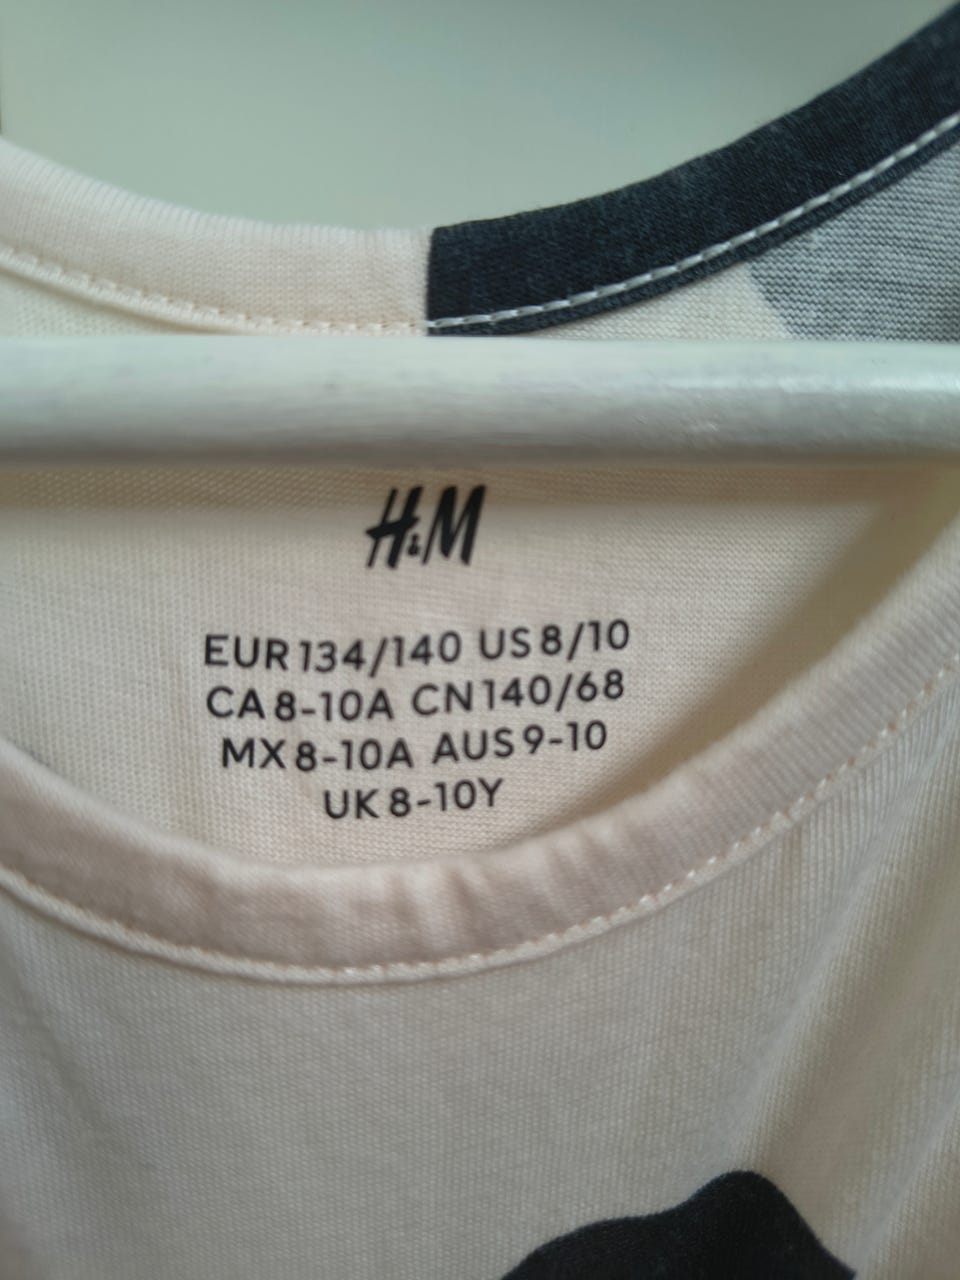 H&M
EUR 134/140 US 8/10
CA 8-10A CN 140/68
MX 8-10A AUS 9-10
UK 8-10Y